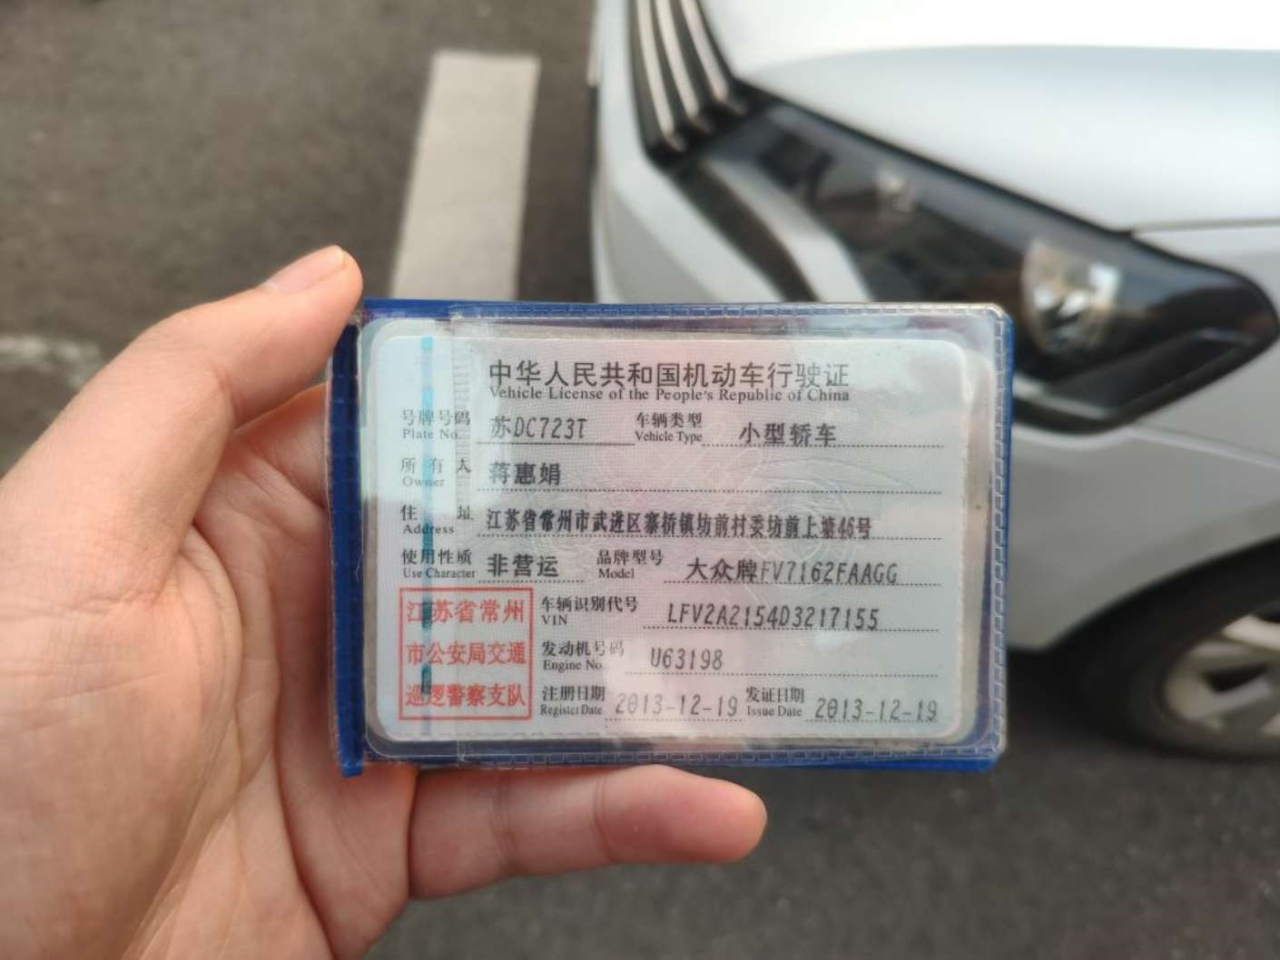 中华人民共和国机动车行驶证
Vehicle License of the People's Republic of China
号牌号码 苏DC723T 车辆类型 小型轿车
Plate No. Vehicle Type
所有人 蒋惠娟
Owner
住址 江苏省常州市武进区寨桥镇坊前村委坊前上塘46号
Address
使用性质 非营运 品牌型号 大众牌FV7162FAAGG
Use Character Model
江苏省常州 车辆识别代号 LFV2A2154D3217155
VIN
市公安局交通 发动机号码 U63198
Engine No.
巡逻警察支队 注册日期 2013-12-19 发证日期 2013-12-19
Register Date Issue Date